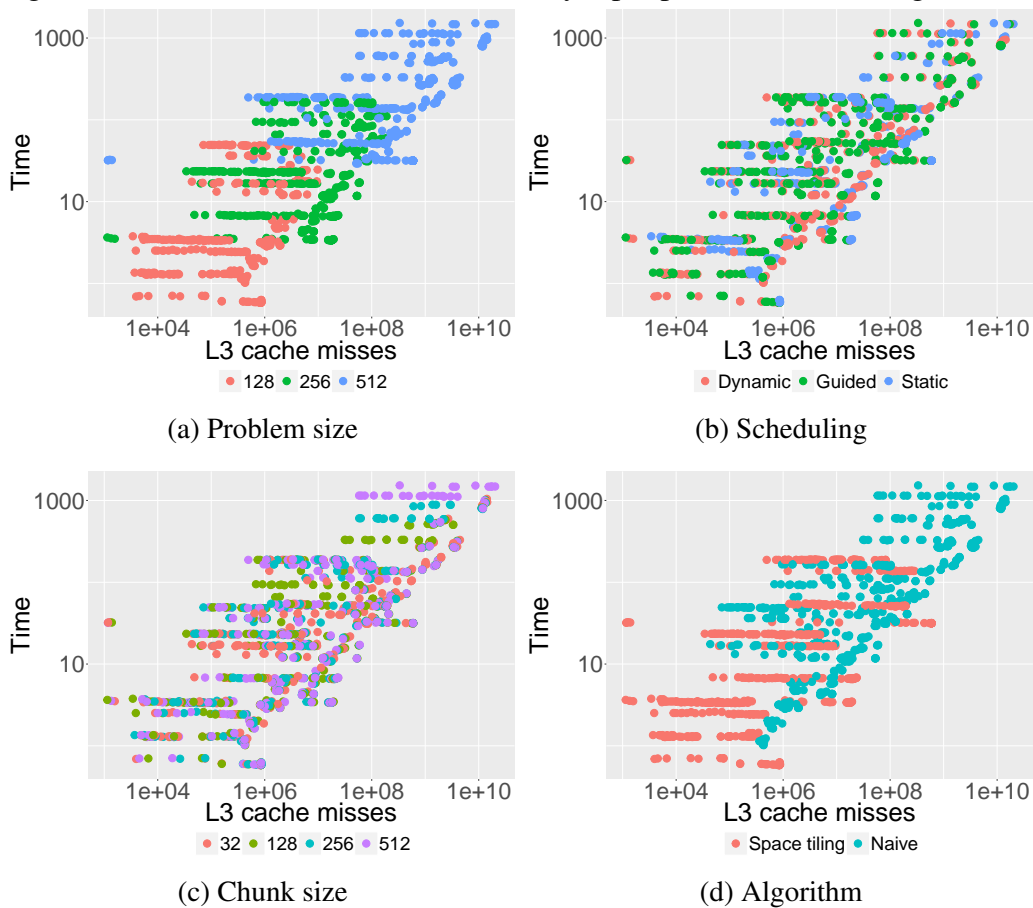 1000
10
Time
1e+04 1e+06 1e+08 1e+10
L3 cache misses
128 256 512
(a) Problem size
1000
10
Time
1e+04 1e+06 1e+08 1e+10
L3 cache misses
Dynamic Guided Static
(b) Scheduling
1000
10
Time
1e+04 1e+06 1e+08 1e+10
L3 cache misses
32 128 256 512
(c) Chunk size
1000
10
Time
1e+04 1e+06 1e+08 1e+10
L3 cache misses
Space tiling Naive
(d) Algorithm